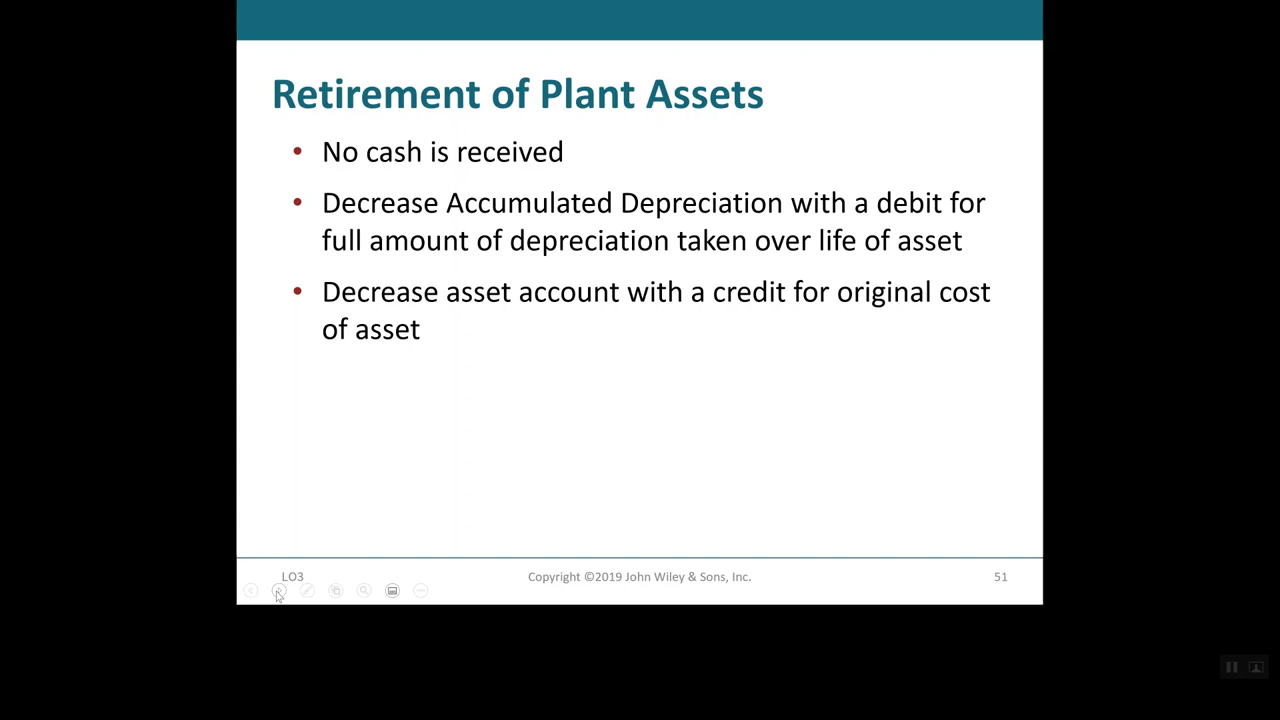 Retirement of Plant Assets
• No cash is received
• Decrease Accumulated Depreciation with a debit for
full amount of depreciation taken over life of asset
• Decrease asset account with a credit for original cost
of asset
LO3
Copyright ©2019 John Wiley & Sons, Inc.
51